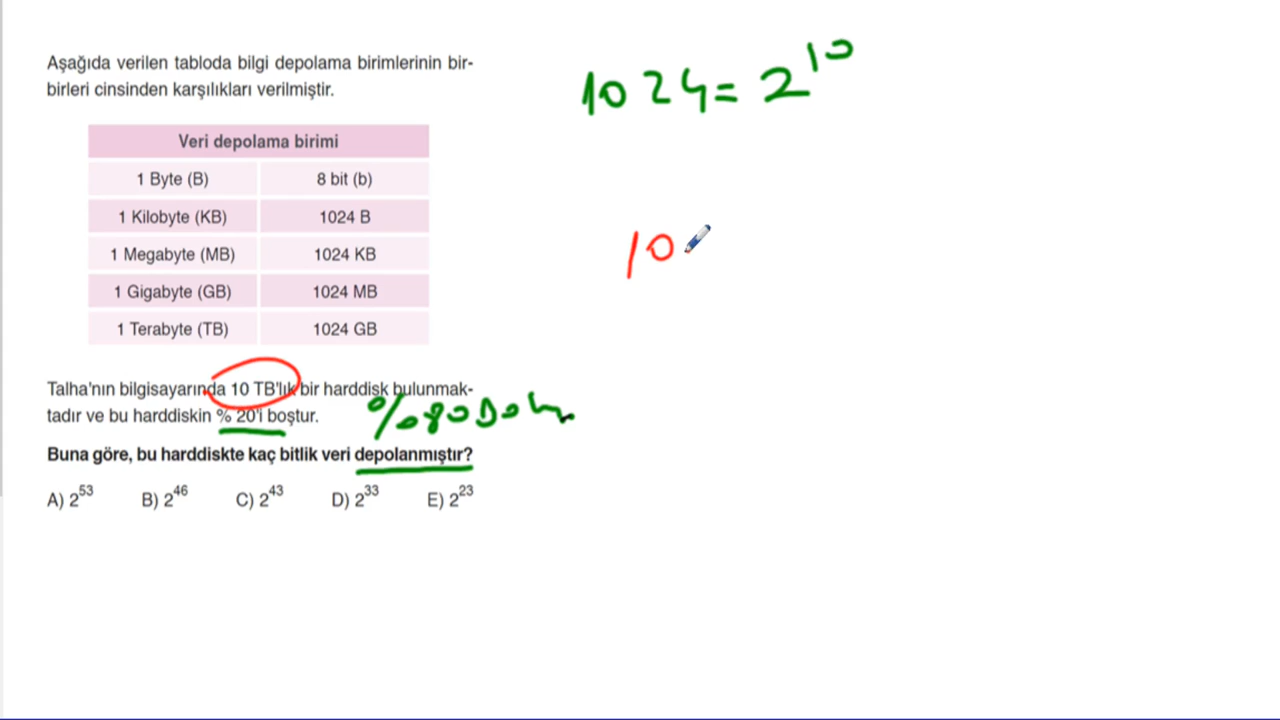 Aşağıda verilen tabloda bilgi depolama birimlerinin bir-
birleri cinsinden karşılıkları verilmiştir.
Veri depolama birimi
1 Byte (B) 8 bit (b)
1 Kilobyte (KB) 1024 B
1 Megabyte (MB) 1024 KB
1 Gigabyte (GB) 1024 MB
1 Terabyte (TB) 1024 GB
Talha'nın bilgisayarında 10 TB'lık bir harddisk bulunmak-
tadır ve bu harddiskin % 20'i boştur.
%80 Dolu
Buna göre, bu harddiskte kaç bitlik veri depolanmıştır?
A) 2^53 B) 2^46 C) 2^43 D) 2^33 E) 2^23
1024 = 2^10
10